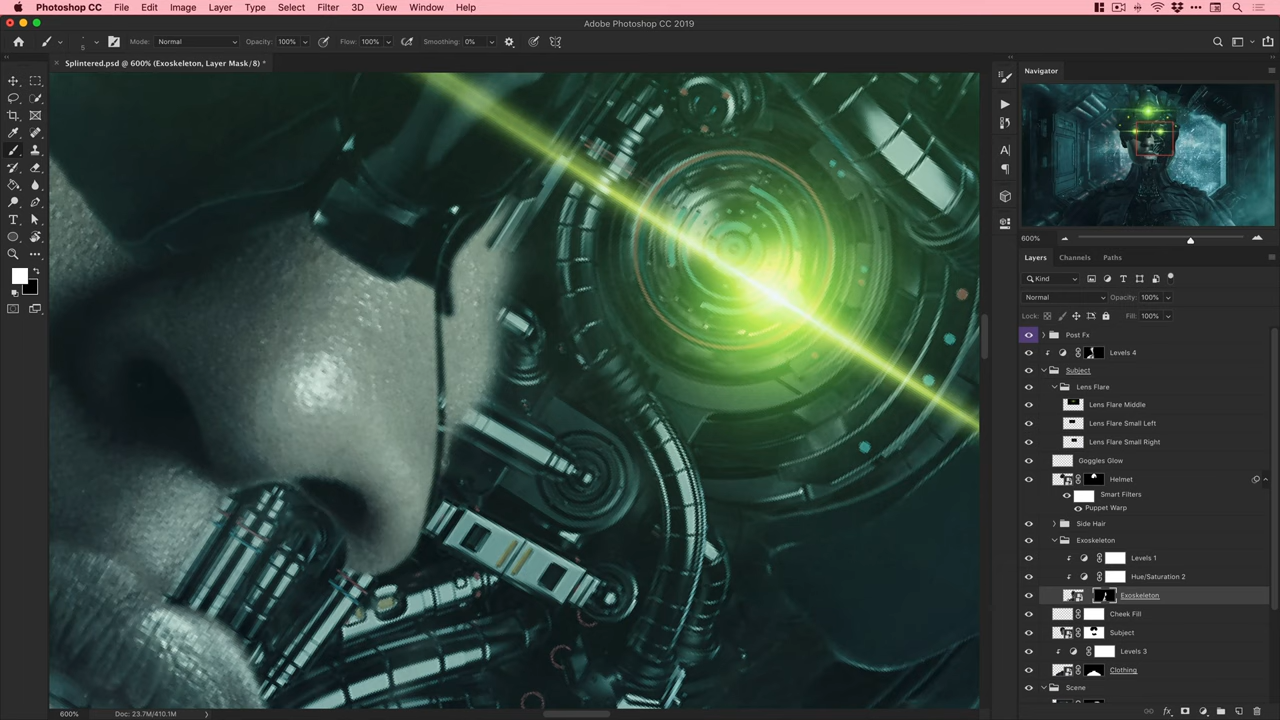 Photoshop CC File Edit Image Layer Type Select Filter 3D View Window Help
Adobe Photoshop CC 2019
5 Mode: Normal Opacity: 100% Flow: 100% Smoothing: 0%
× Splintered.psd @ 600% (Exoskeleton, Layer Mask/8) *
Navigator
600%
Layers Channels Paths
Kind
Normal Opacity: 100%
Lock: Fill: 100%
Post Fx
Levels 4
Subject
Lens Flare
Lens Flare Middle
Lens Flare Small Left
Lens Flare Small Right
Goggles Glow
Helmet
Smart Filters
Puppet Warp
Side Hair
Exoskeleton
Levels 1
Hue/Saturation 2
Exoskeleton
Cheek Fill
Subject
Levels 3
Clothing
Scene
600% Doc: 23.7M/410.1M